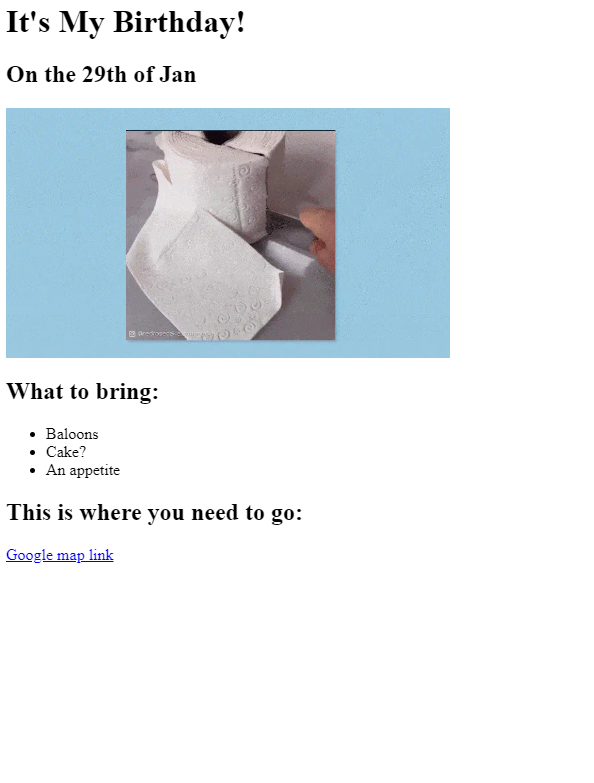 It's My Birthday!
On the 29th of Jan
What to bring:
Baloons
Cake?
An appetite
This is where you need to go:
Google map link